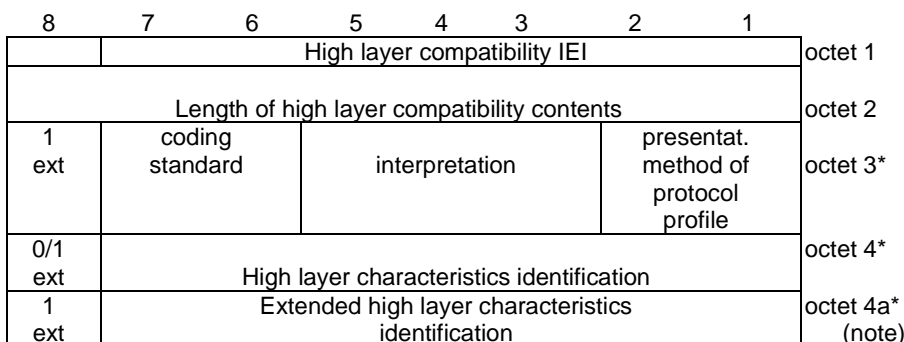 8 7 6 5 4 3 2 1
High layer compatibility IEI octet 1
Length of high layer compatibility contents octet 2
1 coding presentat.
ext standard interpretation method of octet 3*
protocol
profile
0/1 octet 4*
ext High layer characteristics identification
1 Extended high layer characteristics octet 4a*
ext identification (note)